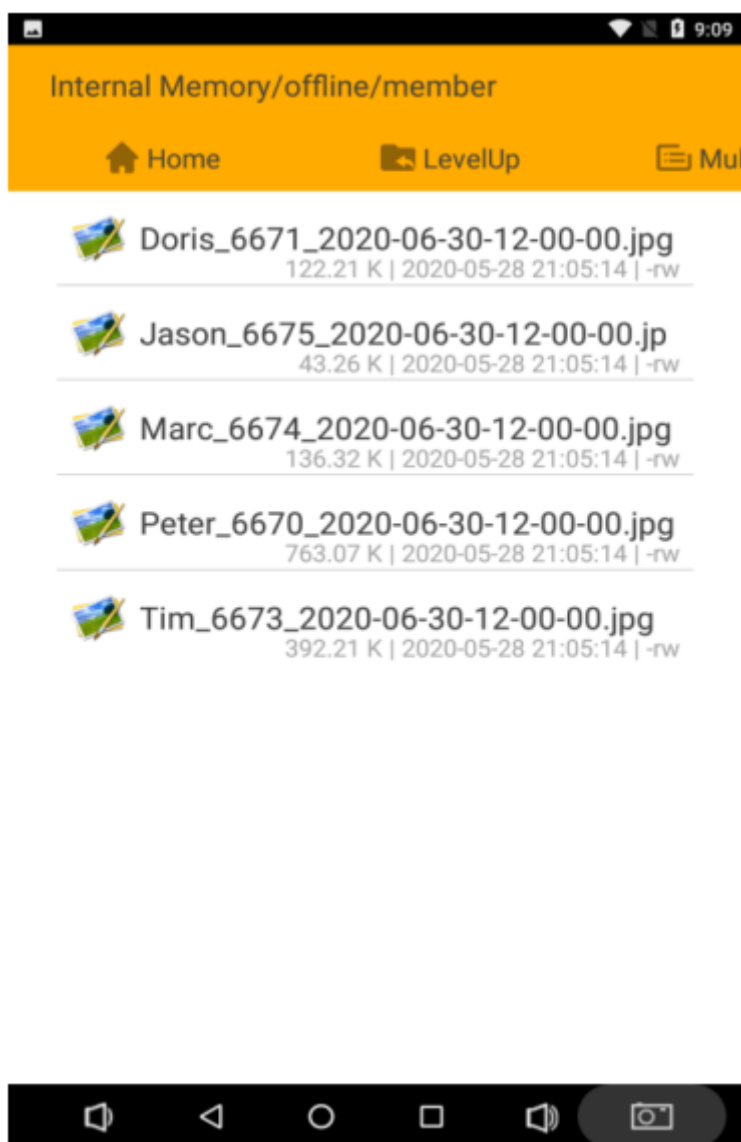 9:09
Internal Memory/offline/member
Home LevelUp Mul
Doris_6671_2020-06-30-12-00-00.jpg
122.21 K | 2020-05-28 21:05:14 | -rw
Jason_6675_2020-06-30-12-00-00.jp
43.26 K | 2020-05-28 21:05:14 | -rw
Marc_6674_2020-06-30-12-00-00.jpg
136.32 K | 2020-05-28 21:05:14 | -rw
Peter_6670_2020-06-30-12-00-00.jpg
763.07 K | 2020-05-28 21:05:14 | -rw
Tim_6673_2020-06-30-12-00-00.jpg
392.21 K | 2020-05-28 21:05:14 | -rw